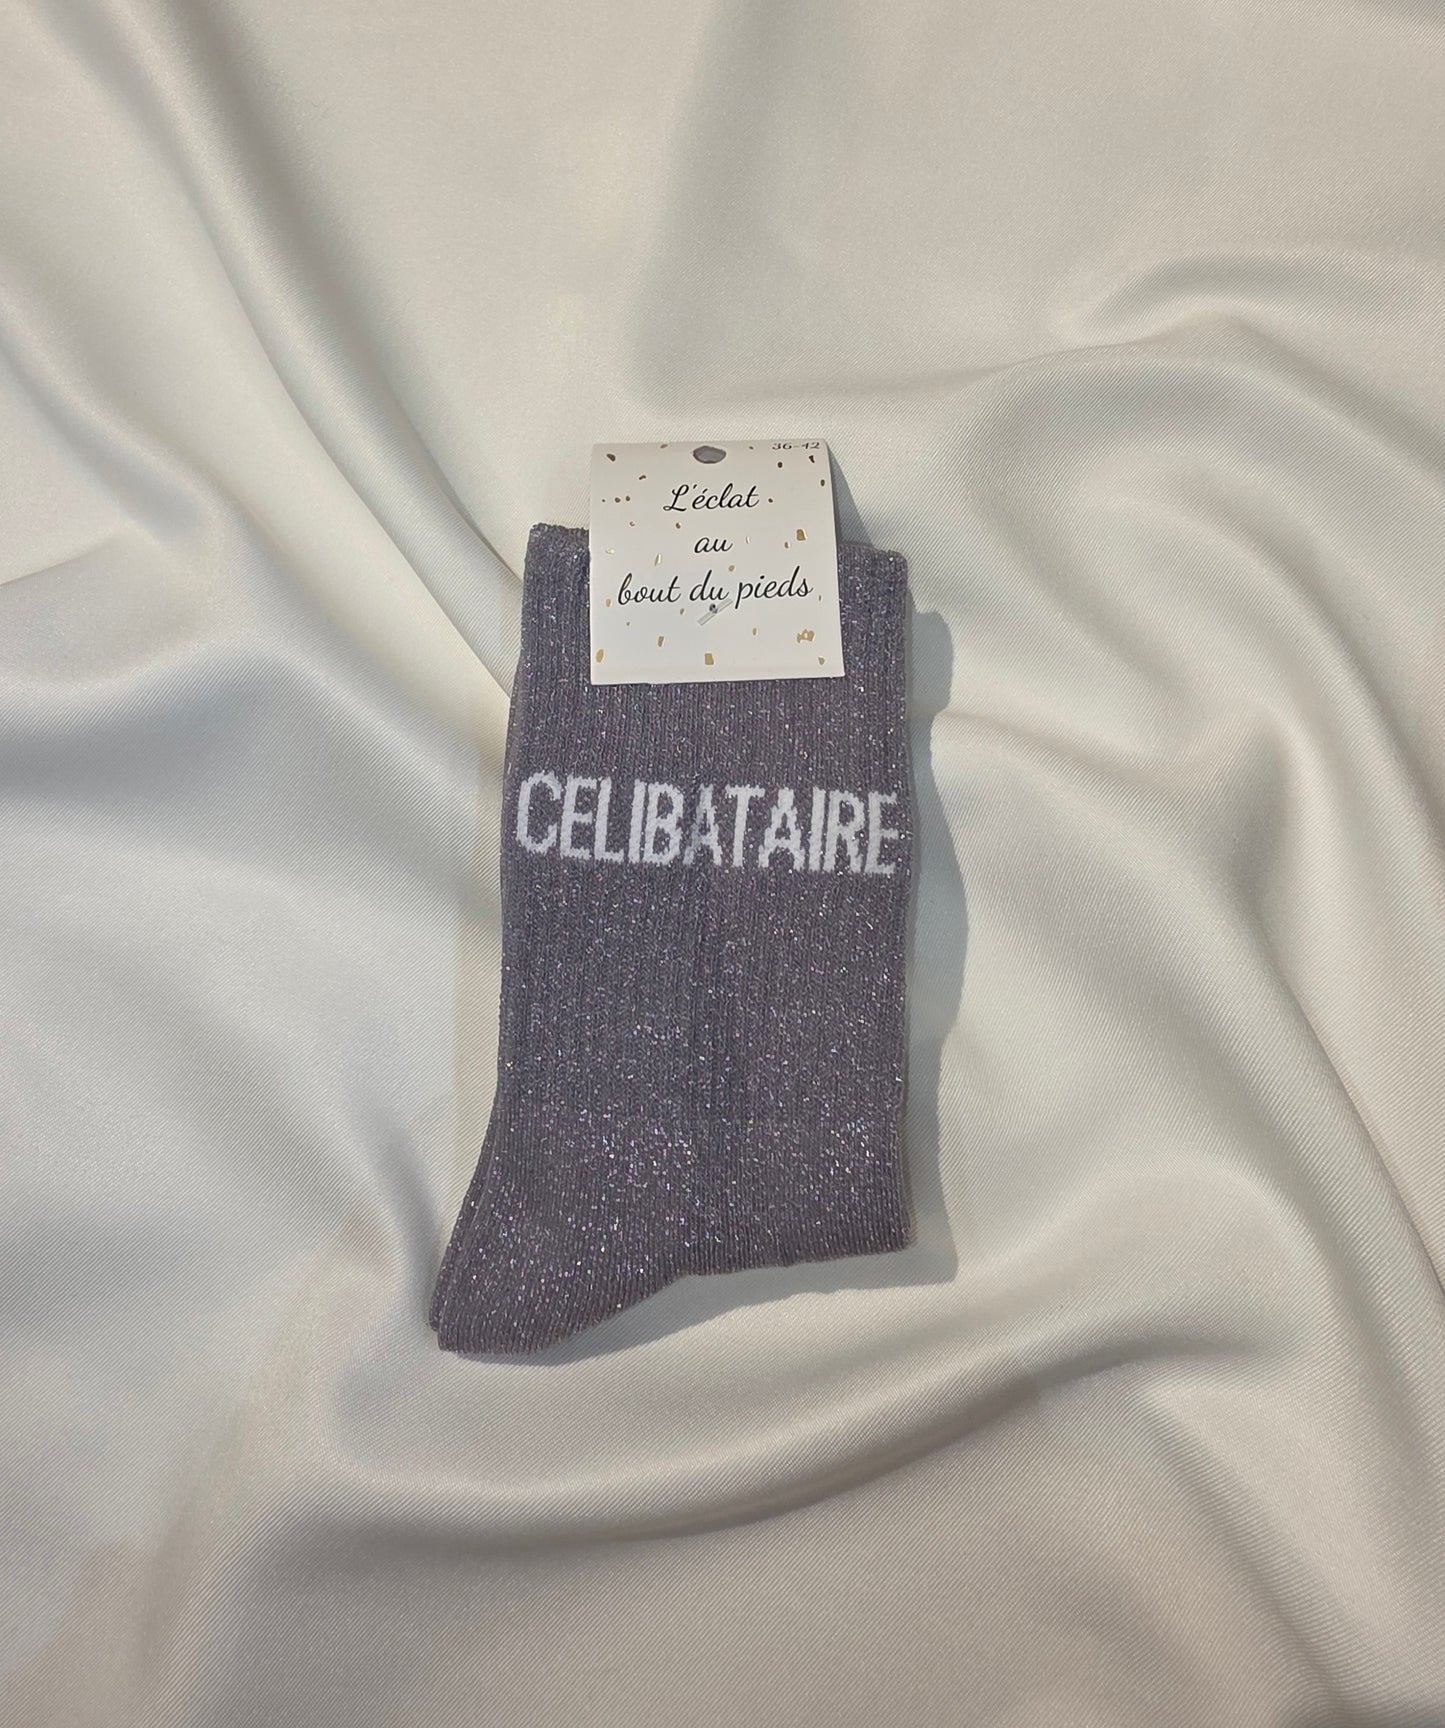 36-42
L'éclat
au
bout du pieds
CELIBATAIRE